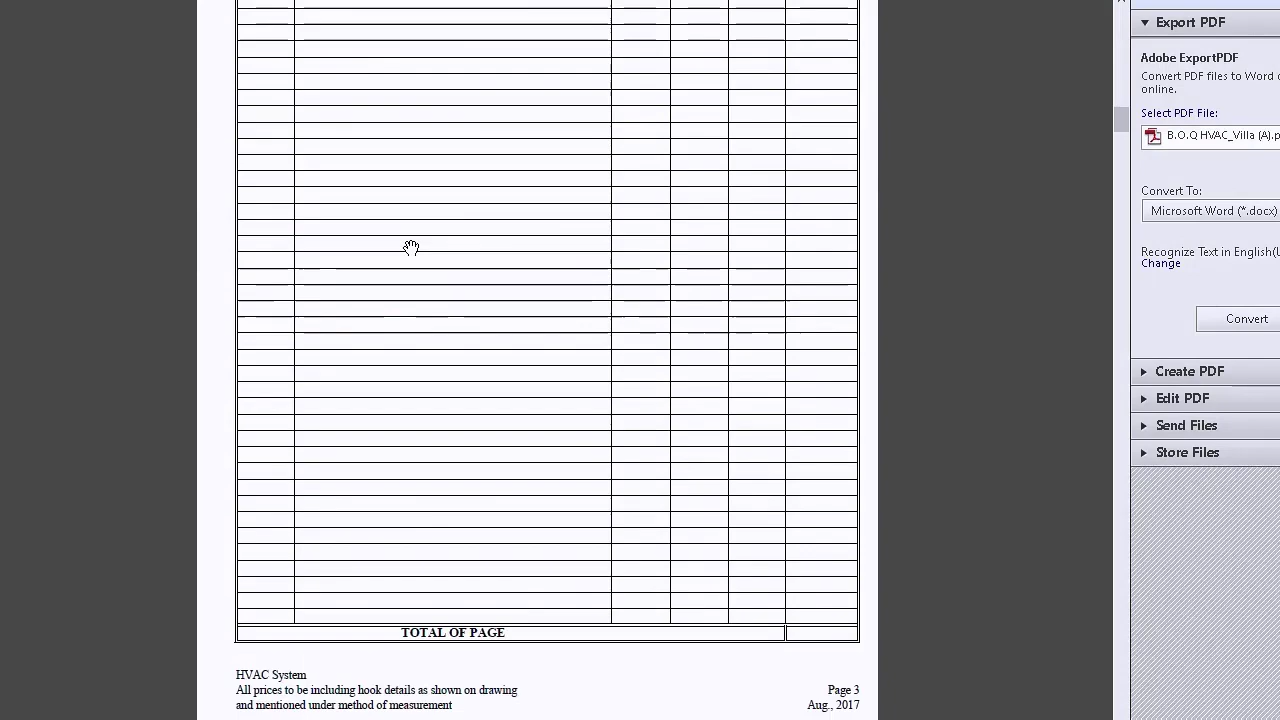 TOTAL OF PAGE
HVAC System
All prices to be including hook details as shown on drawing
and mentioned under method of measurement
Page 3
Aug., 2017
Export PDF
Adobe ExportPDF
Convert PDF files to Word
online.
Select PDF File:
B.O.Q HVAC_Villa (A).p
Convert To:
Microsoft Word (*.docx)
Recognize Text in English(U
Change
Convert
Create PDF
Edit PDF
Send Files
Store Files